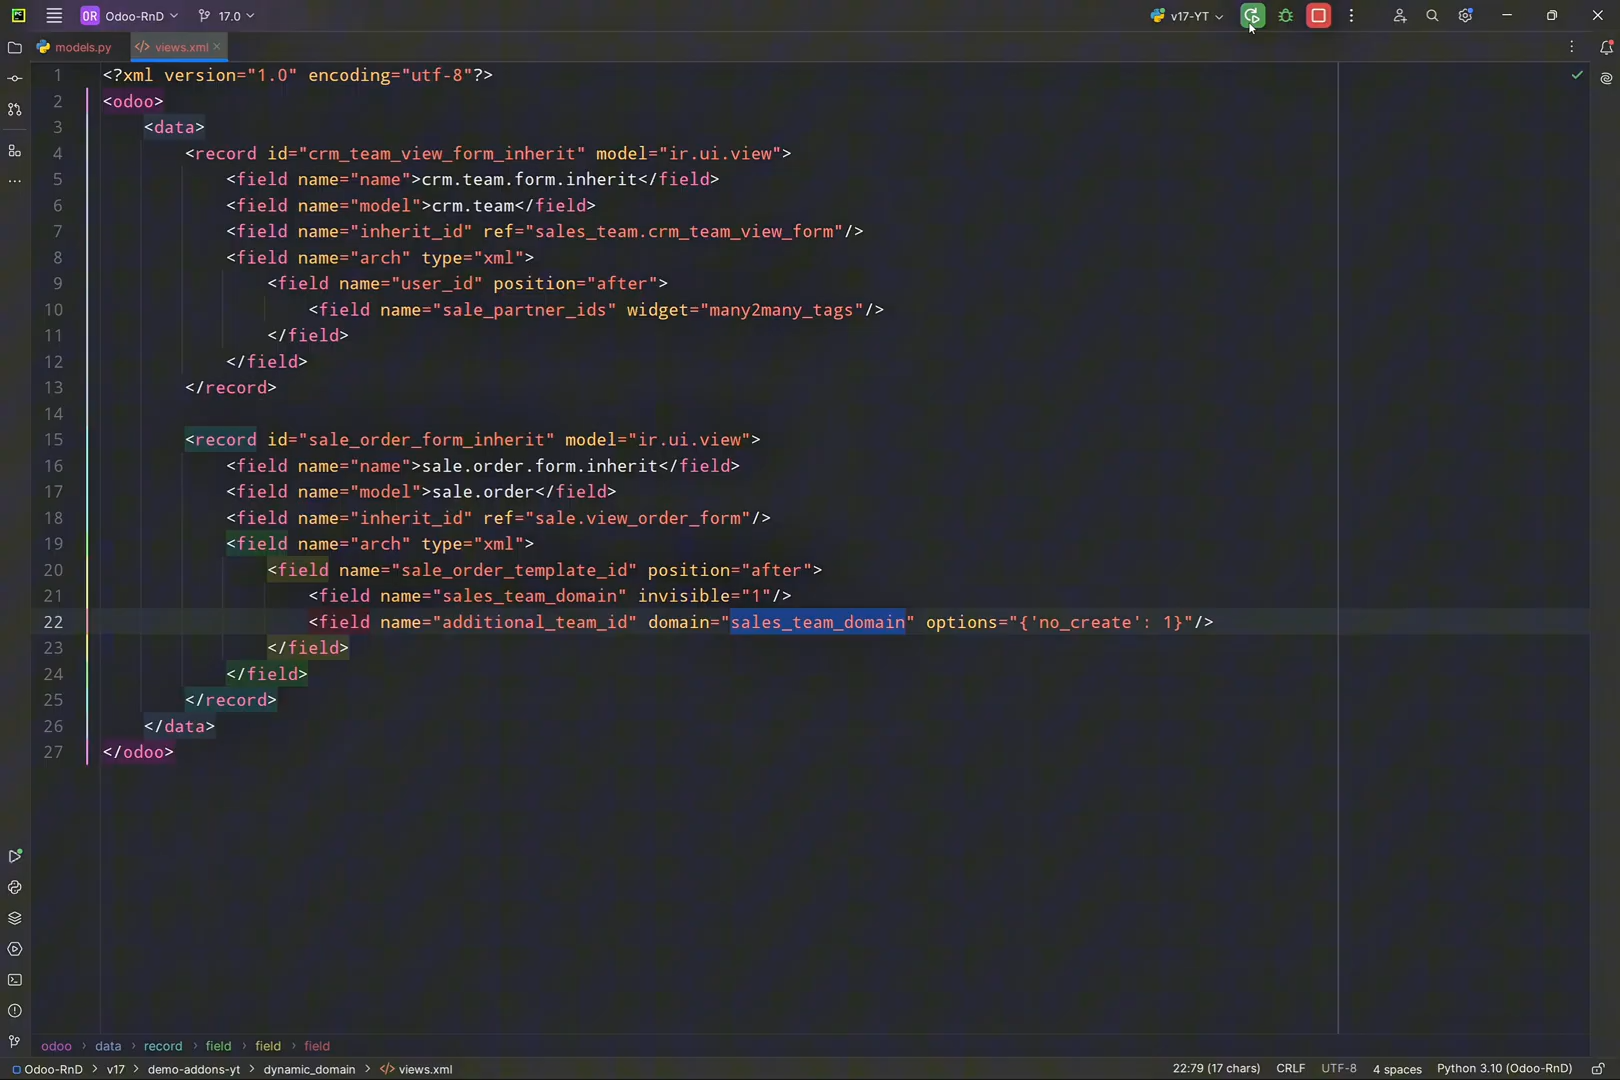 PC OR Odoo-RnD 17.0 v17-YT
models.py views.xml
1 <?xml version="1.0" encoding="utf-8"?>
2 <odoo>
3 <data>
4 <record id="crm_team_view_form_inherit" model="ir.ui.view">
5 <field name="name">crm.team.form.inherit</field>
6 <field name="model">crm.team</field>
7 <field name="inherit_id" ref="sales_team.crm_team_view_form"/>
8 <field name="arch" type="xml">
9 <field name="user_id" position="after">
10 <field name="sale_partner_ids" widget="many2many_tags"/>
11 </field>
12 </field>
13 </record>
14
15 <record id="sale_order_form_inherit" model="ir.ui.view">
16 <field name="name">sale.order.form.inherit</field>
17 <field name="model">sale.order</field>
18 <field name="inherit_id" ref="sale.view_order_form"/>
19 <field name="arch" type="xml">
20 <field name="sale_order_template_id" position="after">
21 <field name="sales_team_domain" invisible="1"/>
22 <field name="additional_team_id" domain="sales_team_domain" options="{'no_create': 1}"/>
23 </field>
24 </field>
25 </record>
26 </data>
27 </odoo>
odoo › data › record › field › field › field
Odoo-RnD > v17 > demo-addons-yt > dynamic_domain > views.xml 22:79 (17 chars) CRLF UTF-8 4 spaces Python 3.10 (Odoo-RnD)